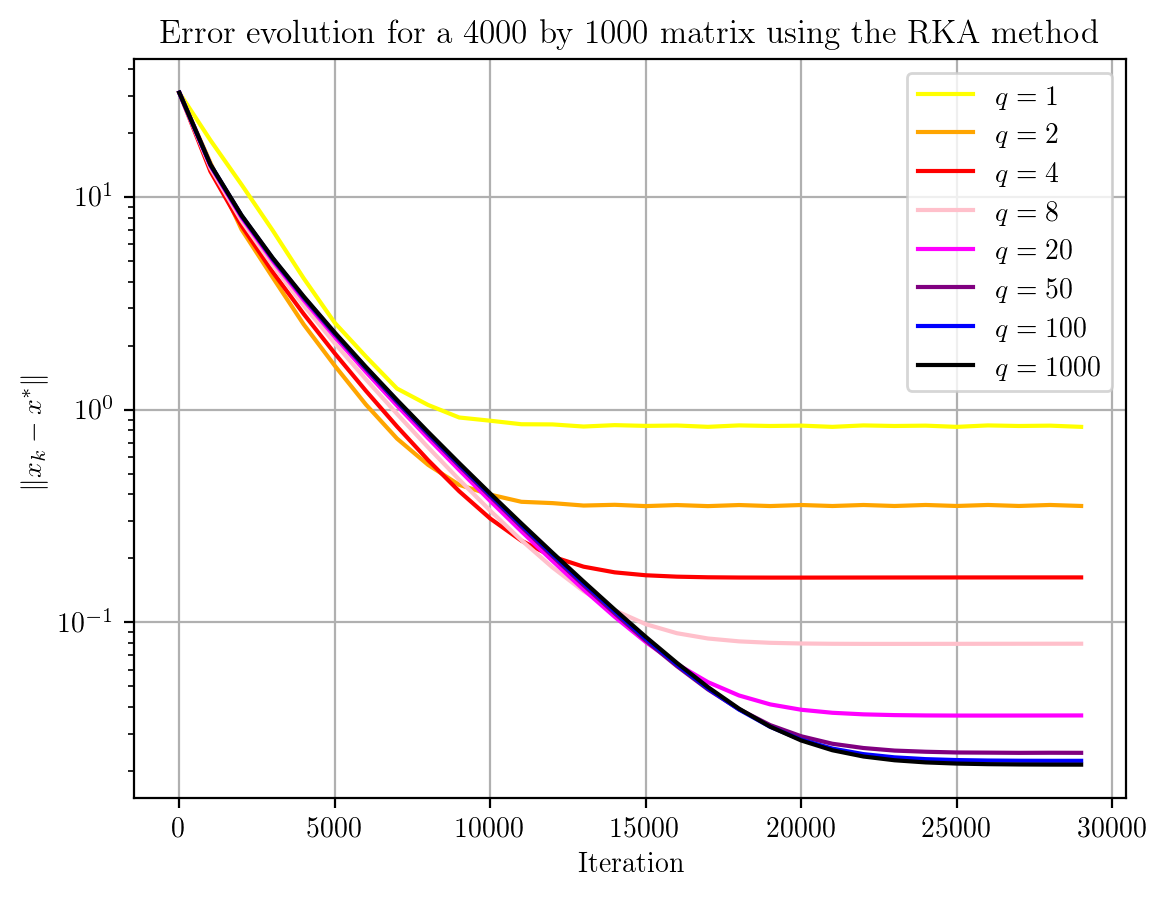 Error evolution for a 4000 by 1000 matrix using the RKA method
‖x_k − x*‖
10^1
10^0
10^−1
q = 1
q = 2
q = 4
q = 8
q = 20
q = 50
q = 100
q = 1000
0 5000 10000 15000 20000 25000 30000
Iteration